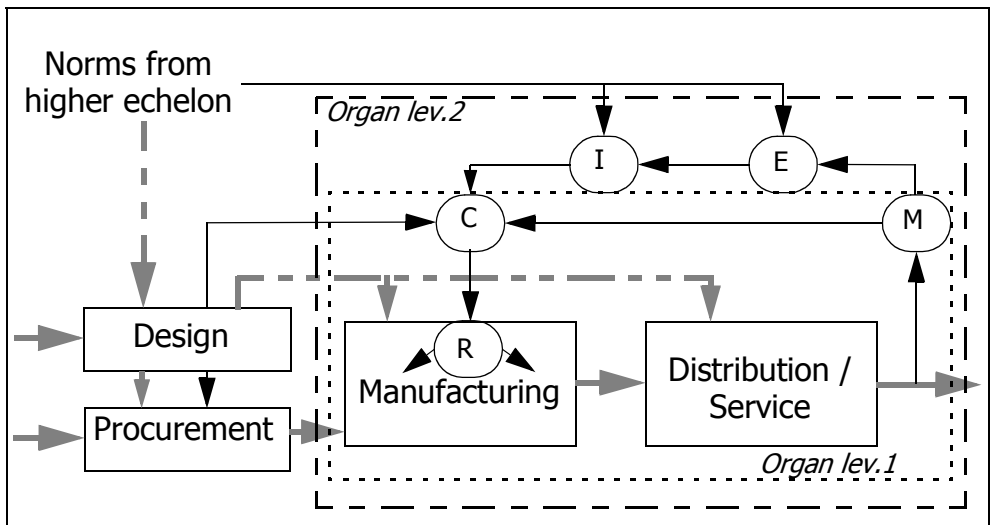 Norms from
higher echelon
Organ lev.2
I
E
C
M
Design
R
Manufacturing
Distribution /
Service
Procurement
Organ lev.1